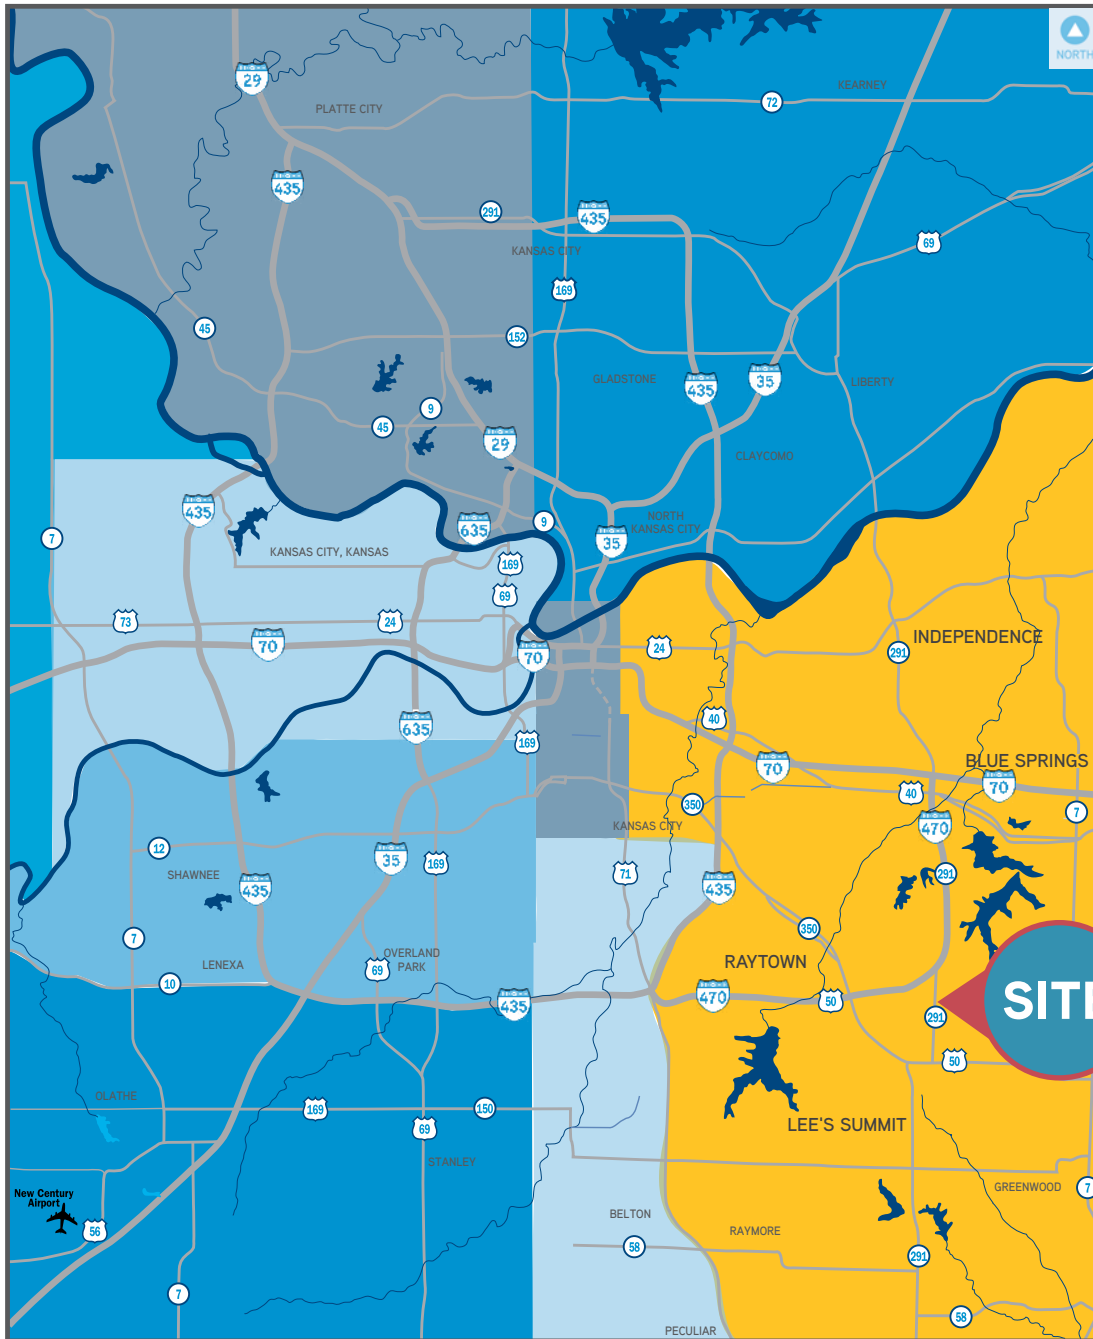 NORTH
29
KEARNEY
72
PLATTE CITY
435
291
435
KANSAS CITY
69
169
45
152
GLADSTONE
435
35
LIBERTY
9
45
29
CLAYCOMO
435
635
9
NORTH
KANSAS CITY
35
7
KANSAS CITY, KANSAS
169
69
73
24
70
70
24
INDEPENDENCE
291
635
169
40
BLUE SPRINGS
70
70
40
350
7
KANSAS CITY
470
12
35
169
SHAWNEE
435
71
435
291
350
7
OVERLAND
PARK
LENEXA
69
RAYTOWN
10
435
470
50
291
SITE
50
OLATHE
169
150
69
LEE'S SUMMIT
STANLEY
GREENWOOD
7
New Century
Airport
56
BELTON
RAYMORE
58
291
7
58
PECULIAR